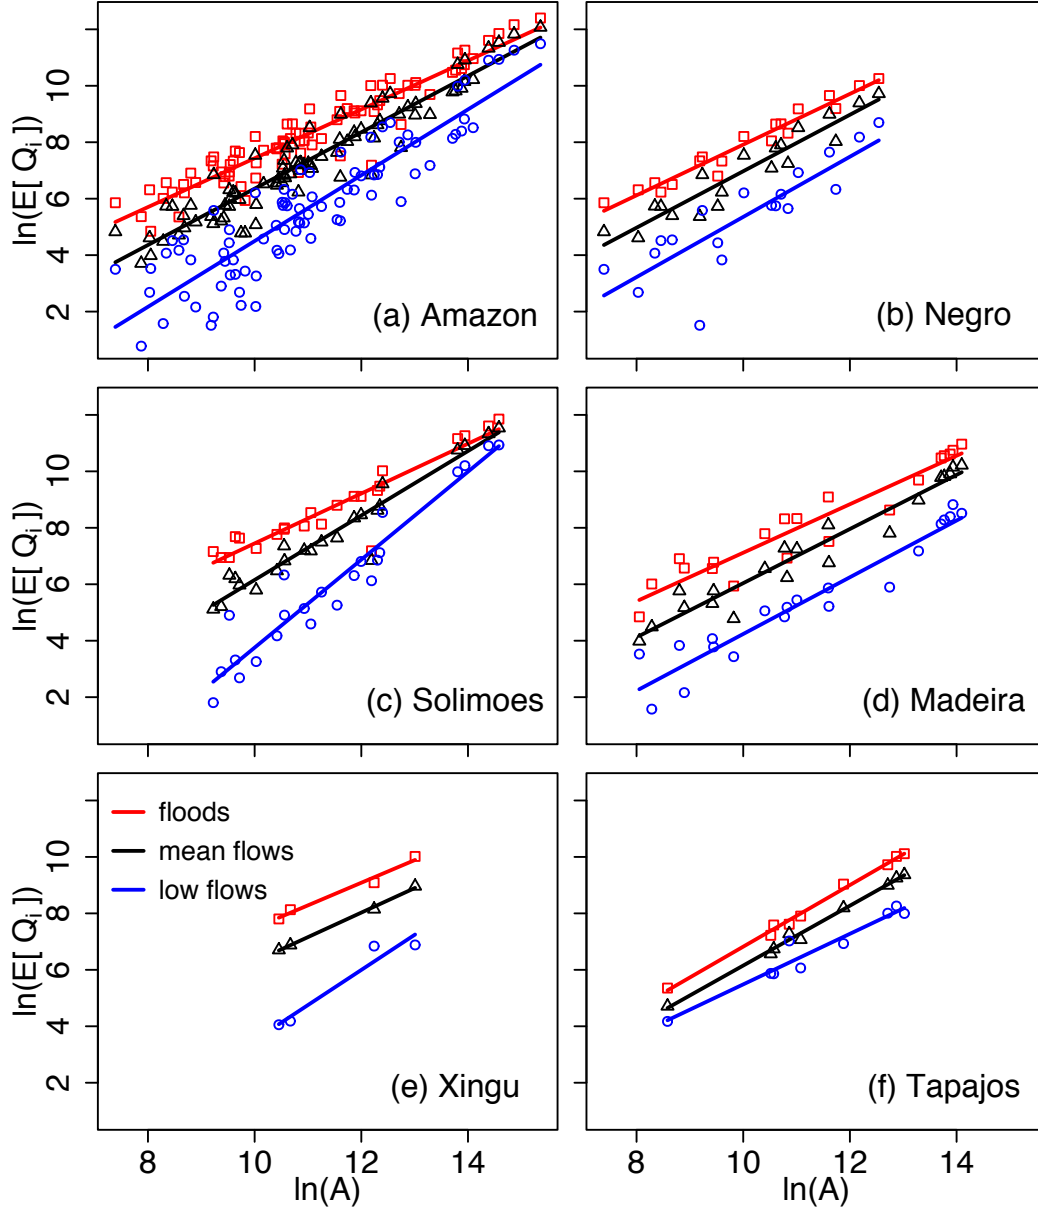 ln(E[ Qi ])
2 4 6 8 10
(a) Amazon
(b) Negro
ln(E[ Qi ])
2 4 6 8 10
(c) Solimoes
(d) Madeira
ln(E[ Qi ])
2 4 6 8 10
floods
mean flows
low flows
(e) Xingu
(f) Tapajos
8 10 12 14
8 10 12 14
ln(A)
ln(A)